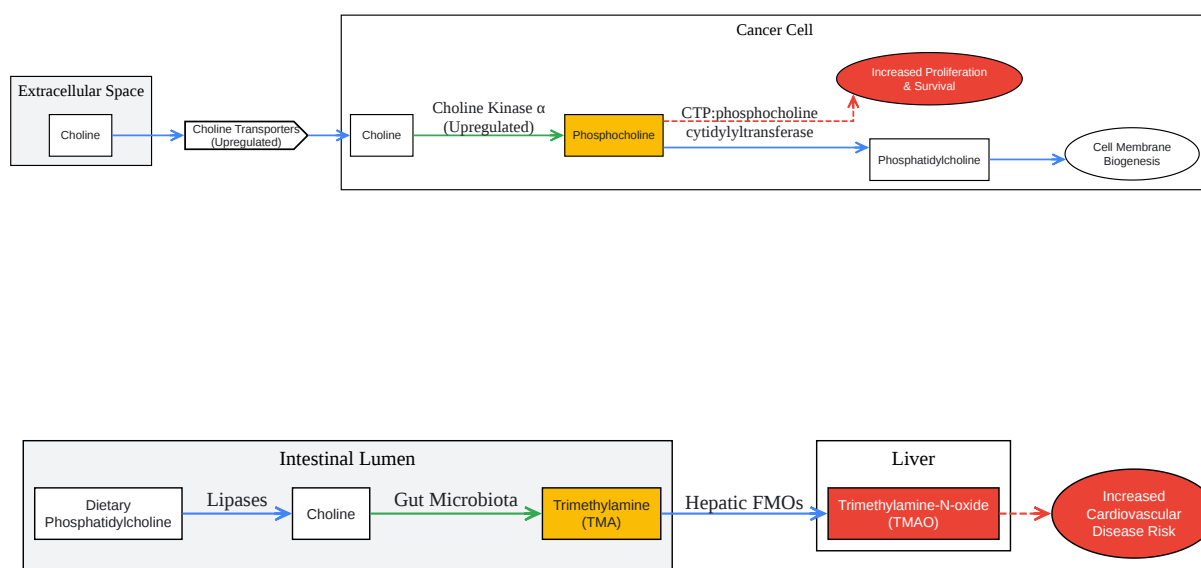 Cancer Cell
Extracellular Space
Choline
Choline Transporters
(Upregulated)
Choline
Choline Kinase α
(Upregulated)
Phosphocholine
CTP:phosphocholine
cytidylyltransferase
Increased Proliferation
& Survival
Phosphatidylcholine
Cell Membrane
Biogenesis
Intestinal Lumen
Dietary
Phosphatidylcholine
Lipases
Choline
Gut Microbiota
Trimethylamine
(TMA)
Hepatic FMOs
Liver
Trimethylamine-N-oxide
(TMAO)
Increased
Cardiovascular
Disease Risk